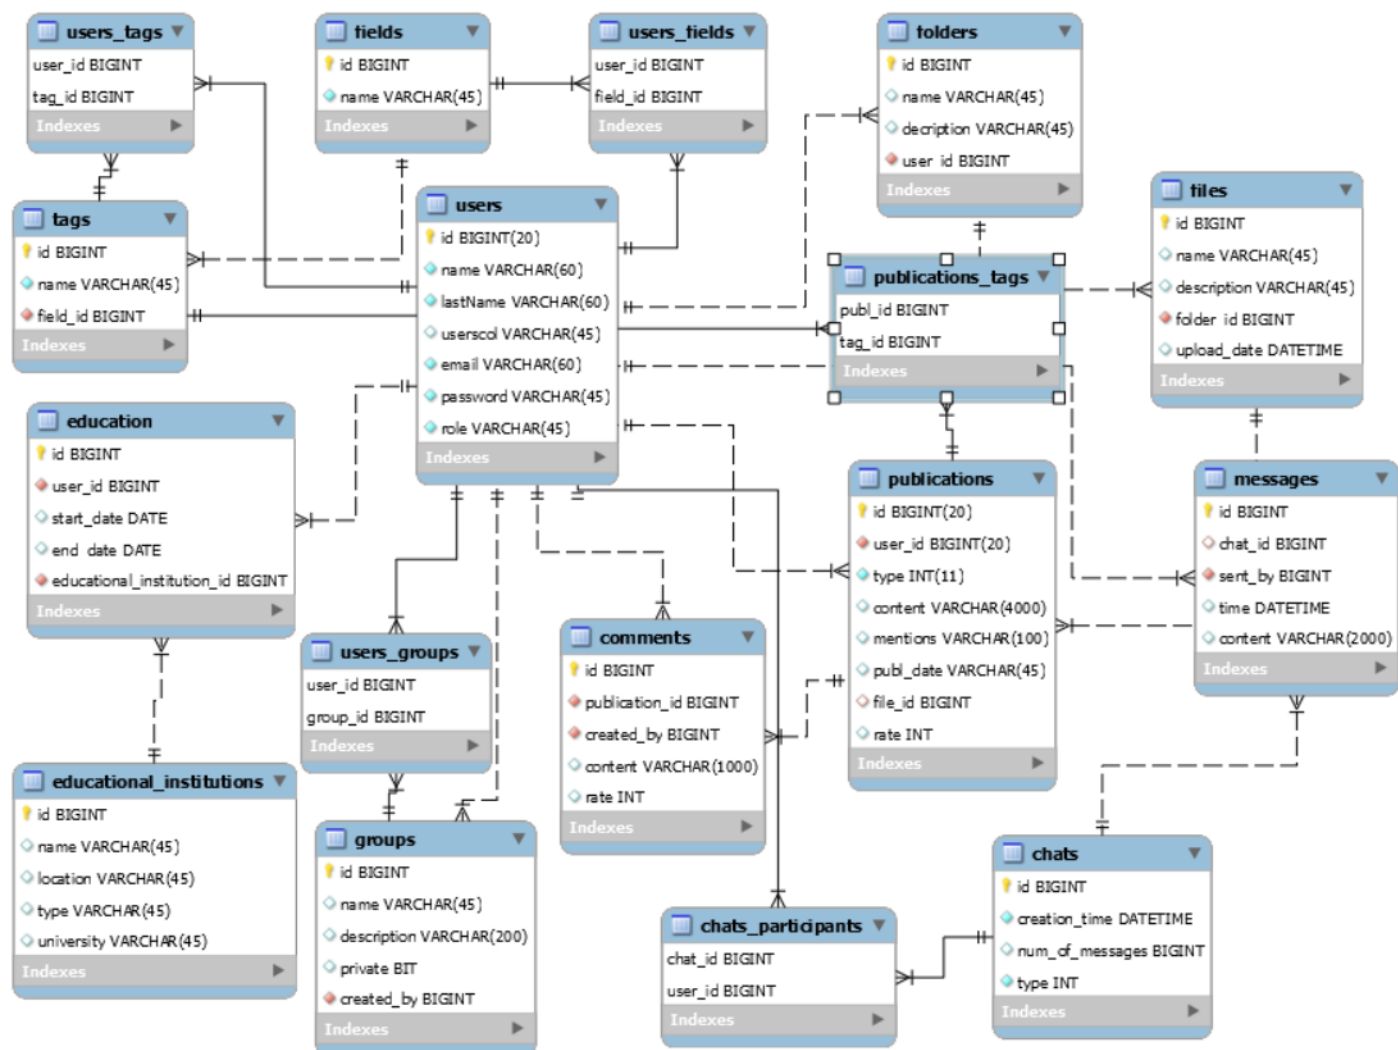 users_tags
user_id BIGINT
tag_id BIGINT
Indexes
fields
id BIGINT
name VARCHAR(45)
Indexes
users_fields
user_id BIGINT
field_id BIGINT
Indexes
folders
id BIGINT
name VARCHAR(45)
decription VARCHAR(45)
user_id BIGINT
Indexes
files
id BIGINT
name VARCHAR(45)
description VARCHAR(45)
folder_id BIGINT
upload_date DATETIME
Indexes
tags
id BIGINT
name VARCHAR(45)
field_id BIGINT
Indexes
users
id BIGINT(20)
name VARCHAR(60)
lastName VARCHAR(60)
userscol VARCHAR(45)
email VARCHAR(60)
password VARCHAR(45)
role VARCHAR(45)
Indexes
publications_tags
publ_id BIGINT
tag_id BIGINT
Indexes
education
id BIGINT
user_id BIGINT
start_date DATE
end_date DATE
educational_institution_id BIGINT
Indexes
publications
id BIGINT(20)
user_id BIGINT(20)
type INT(11)
content VARCHAR(4000)
mentions VARCHAR(100)
publ_date VARCHAR(45)
file_id BIGINT
rate INT
Indexes
messages
id BIGINT
chat_id BIGINT
sent_by BIGINT
time DATETIME
content VARCHAR(2000)
Indexes
users_groups
user_id BIGINT
group_id BIGINT
Indexes
comments
id BIGINT
publication_id BIGINT
created_by BIGINT
content VARCHAR(1000)
rate INT
Indexes
educational_institutions
id BIGINT
name VARCHAR(45)
location VARCHAR(45)
type VARCHAR(45)
university VARCHAR(45)
Indexes
groups
id BIGINT
name VARCHAR(45)
description VARCHAR(200)
private BIT
created_by BIGINT
Indexes
chats_participants
chat_id BIGINT
user_id BIGINT
Indexes
chats
id BIGINT
creation_time DATETIME
num_of_messages BIGINT
type INT
Indexes